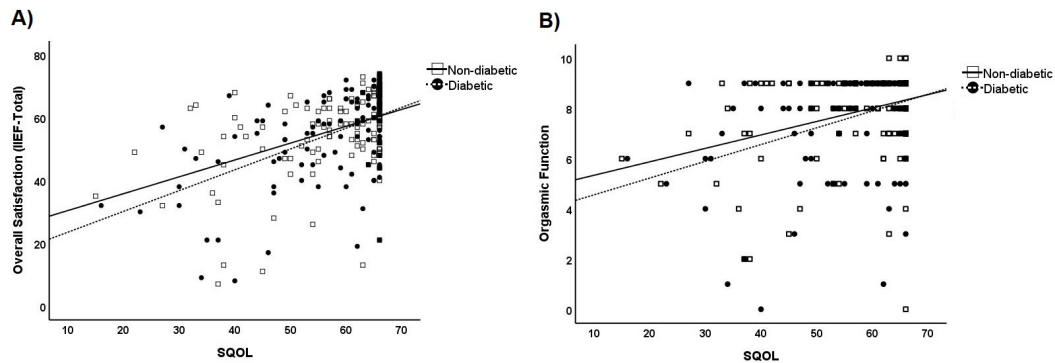 A)
Overall Satisfaction (IIEF-Total)
80
60
40
20
0
10 20 30 40 50 60 70
SQOL
Non-diabetic
Diabetic
B)
Orgasmic Function
10
8
6
4
2
0
10 20 30 40 50 60 70
SQOL
Non-diabetic
Diabetic